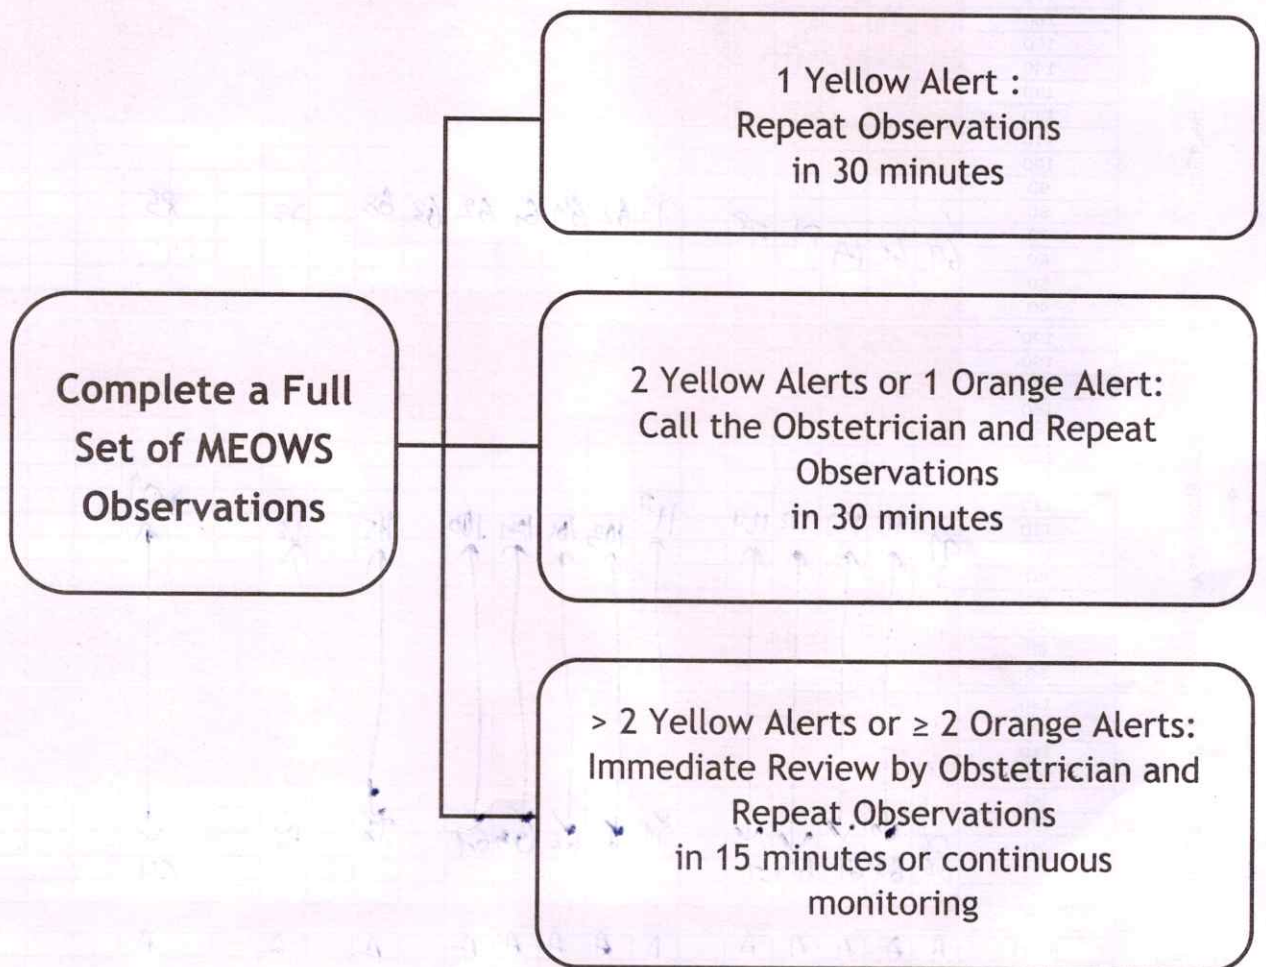 1 Yellow Alert :
Repeat Observations
in 30 minutes
Complete a Full
Set of MEOWS
Observations
2 Yellow Alerts or 1 Orange Alert:
Call the Obstetrician and Repeat
Observations
in 30 minutes
> 2 Yellow Alerts or ≥ 2 Orange Alerts:
Immediate Review by Obstetrician and
Repeat Observations
in 15 minutes or continuous
monitoring